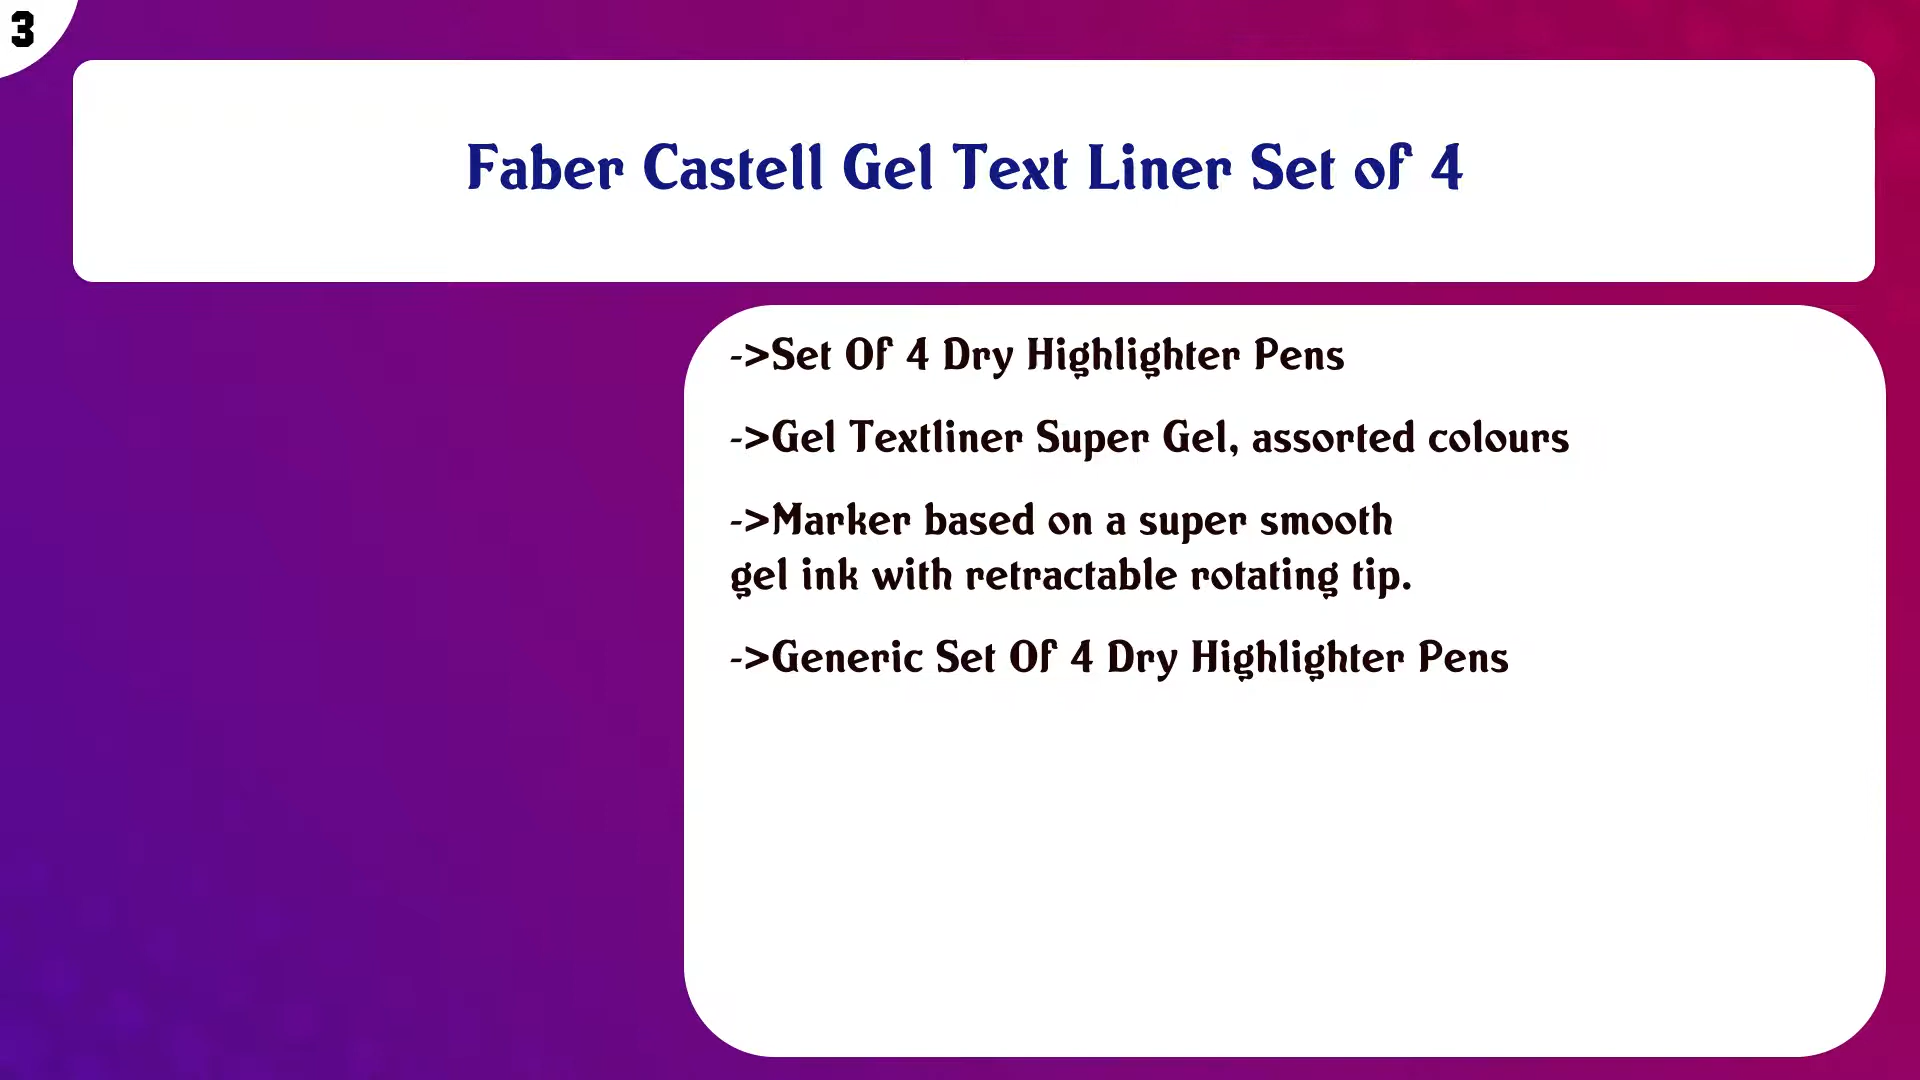 3
Faber Castell Gel Text Liner Set of 4
->Set Of 4 Dry Highlighter Pens
->Gel Textliner Super Gel, assorted colours
->Marker based on a super smooth
gel ink with retractable rotating tip.
->Generic Set Of 4 Dry Highlighter Pens